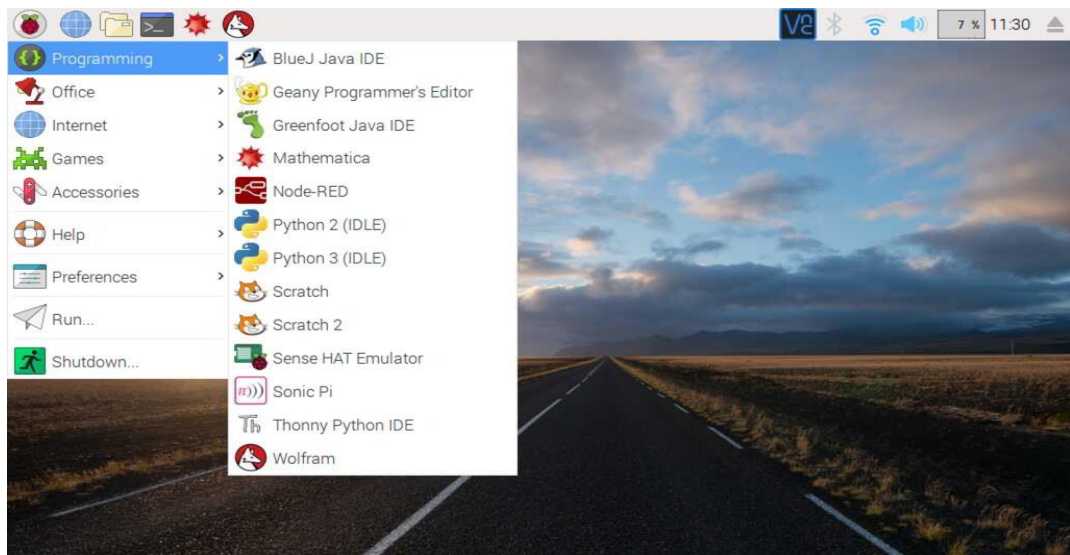 7 % 11:30
Programming
Office
Internet
Games
Accessories
Help
Preferences
Run...
Shutdown...
BlueJ Java IDE
Geany Programmer's Editor
Greenfoot Java IDE
Mathematica
Node-RED
Python 2 (IDLE)
Python 3 (IDLE)
Scratch
Scratch 2
Sense HAT Emulator
Sonic Pi
Thonny Python IDE
Wolfram